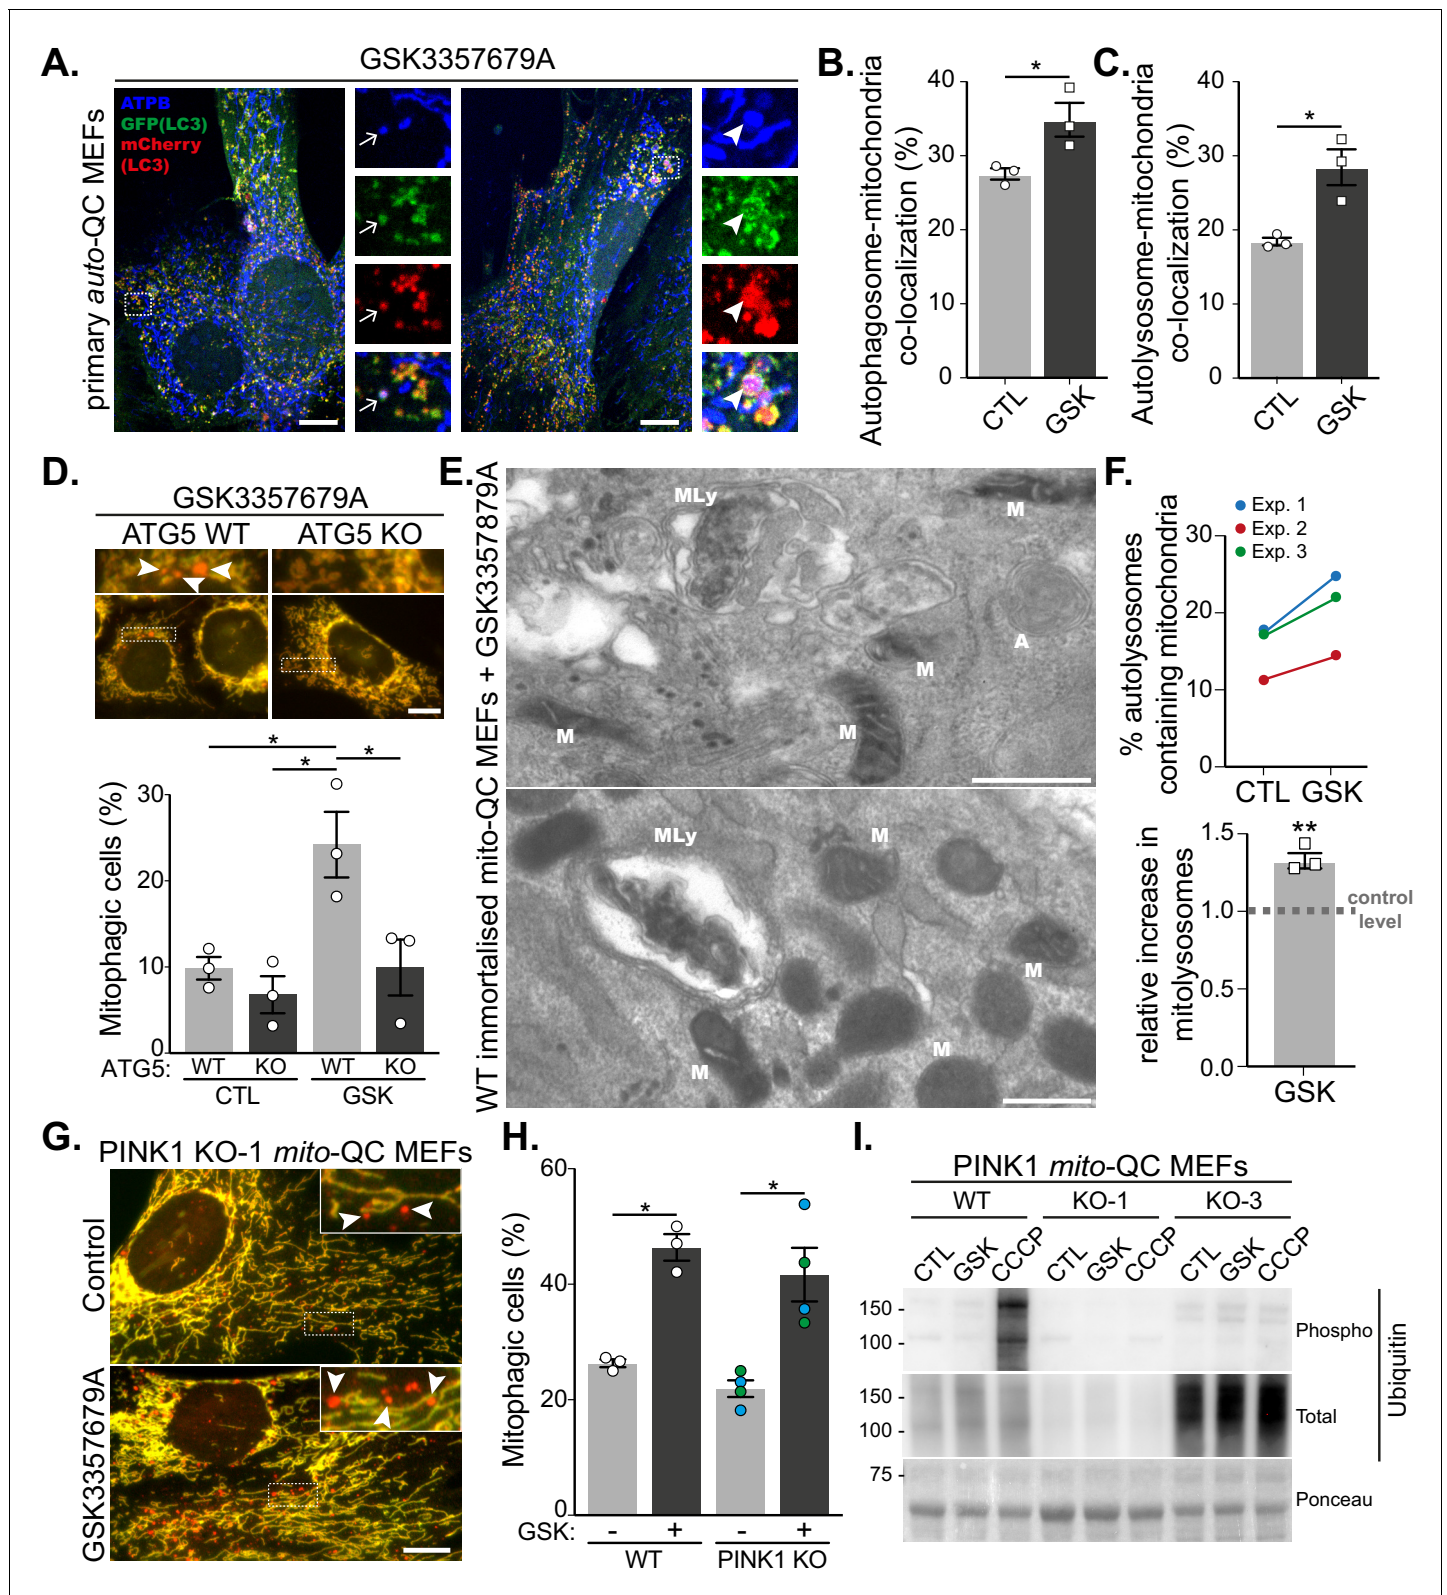 A.
GSK3357679A
primary auto-QC MEFs
ATPB
GFP(LC3)
mCherry
(LC3)
B.
Autophagosome-mitochondria
co-localization (%)
40
30
20
10
0
*
CTL
GSK
C.
Autolysosome-mitochondria
co-localization (%)
40
30
20
10
0
*
CTL
GSK
D.
GSK3357679A
ATG5 WT
ATG5 KO
Mitophagic cells (%)
30
20
10
0
*
*
*
ATG5: WT KO WT KO
CTL GSK
E.
WT immortalised mito-QC MEFs + GSK3357879A
MLy
M
A
M
M
M
MLy
M
M
M
M
F.
% autolysosomes
containing mitochondria
Exp. 1
Exp. 2
Exp. 3
30
20
10
0
CTL GSK
relative increase in
mitolysosomes
1.5
1.0
0.5
0.0
**
control
level
GSK
G.
PINK1 KO-1 mito-QC MEFs
Control
GSK3357679A
H.
Mitophagic cells (%)
60
40
20
0
*
*
GSK: - + - +
WT PINK1 KO
I.
PINK1 mito-QC MEFs
WT KO-1 KO-3
CTL GSK CCCP CTL GSK CCCP CTL GSK CCCP
150
100
Phospho
150
100
Total
Ubiquitin
75
Ponceau